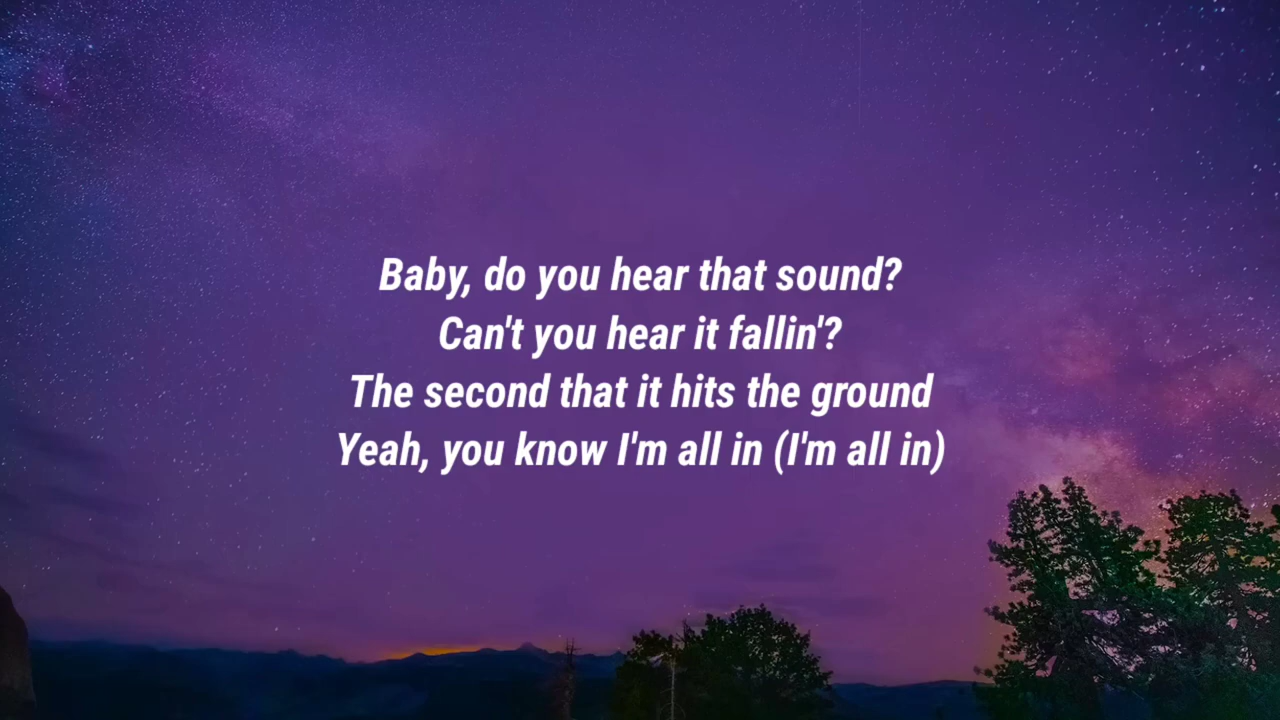 Baby, do you hear that sound?
Can't you hear it fallin'?
The second that it hits the ground
Yeah, you know I'm all in (I'm all in)